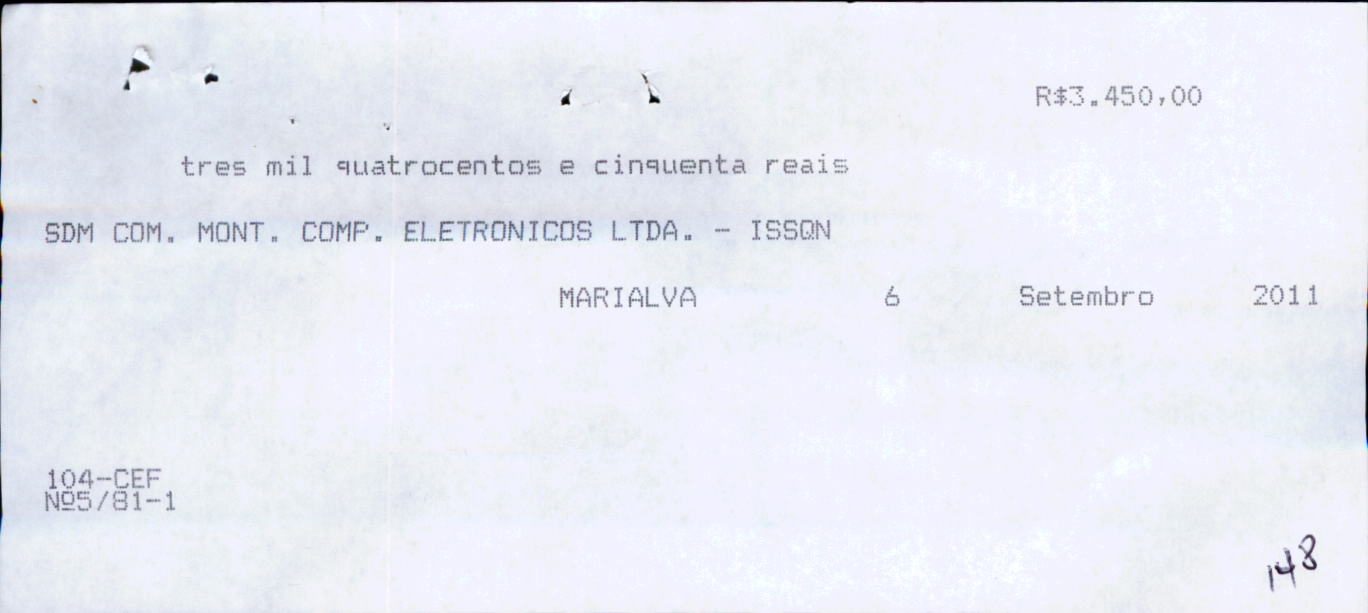 R$3.450,00
tres mil quatrocentos e cinquenta reais
SDM COM. MONT. COMP. ELETRONICOS LTDA. - ISSQN
MARIALVA 6 Setembro 2011
104-CEF
Nº5/81-1
148